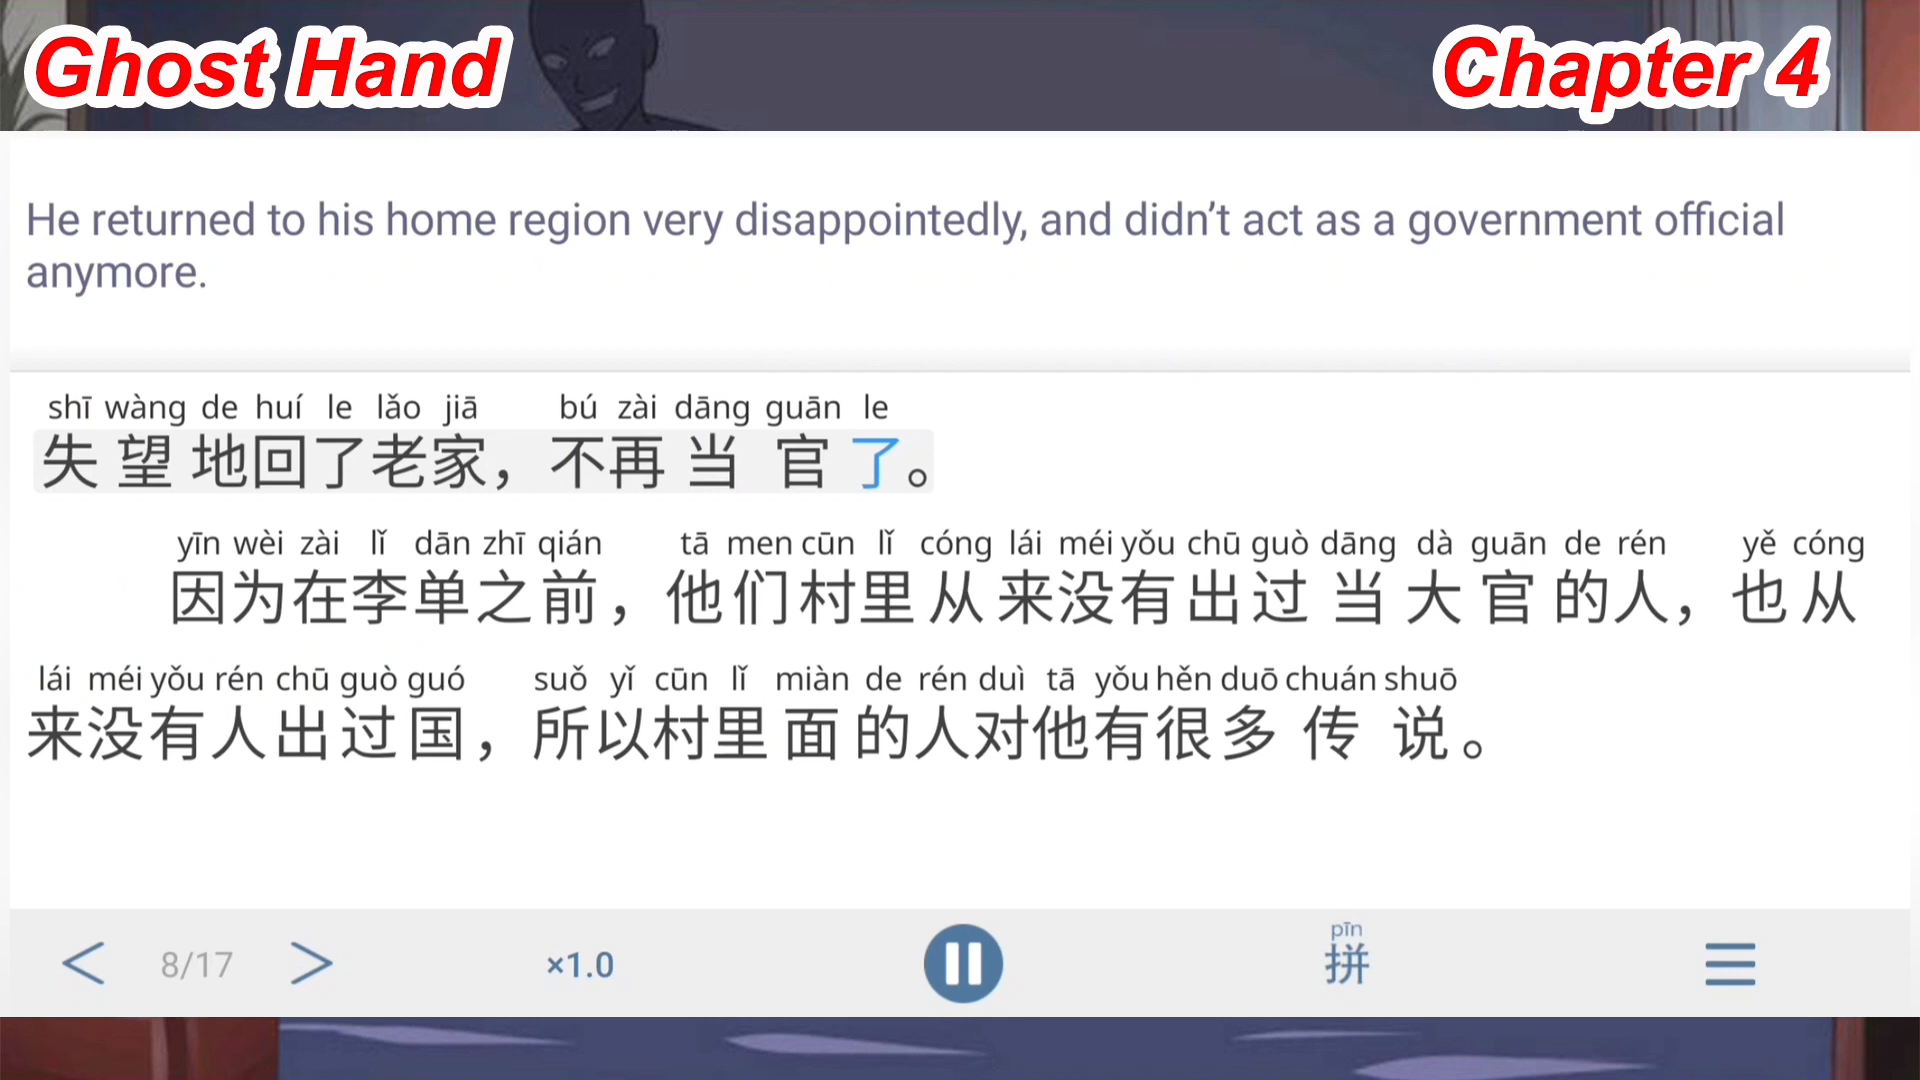 Ghost Hand
Chapter 4
He returned to his home region very disappointedly, and didn’t act as a government official
anymore.
shī wàng de huí le lǎo jiā bú zài dāng guān le
失望地回了老家，不再当官了。
yīn wèi zài lǐ dān zhī qián tā men cūn lǐ cóng lái méi yǒu chū guò dāng dà guān de rén yě cóng
因为在李单之前，他们村里从来没有出过当大官的人，也从
lái méi yǒu rén chū guò guó suǒ yǐ cūn lǐ miàn de rén duì tā yǒu hěn duō chuán shuō
来没有人出过国，所以村里面的人对他有很多传说。
8/17
×1.0
pīn
拼